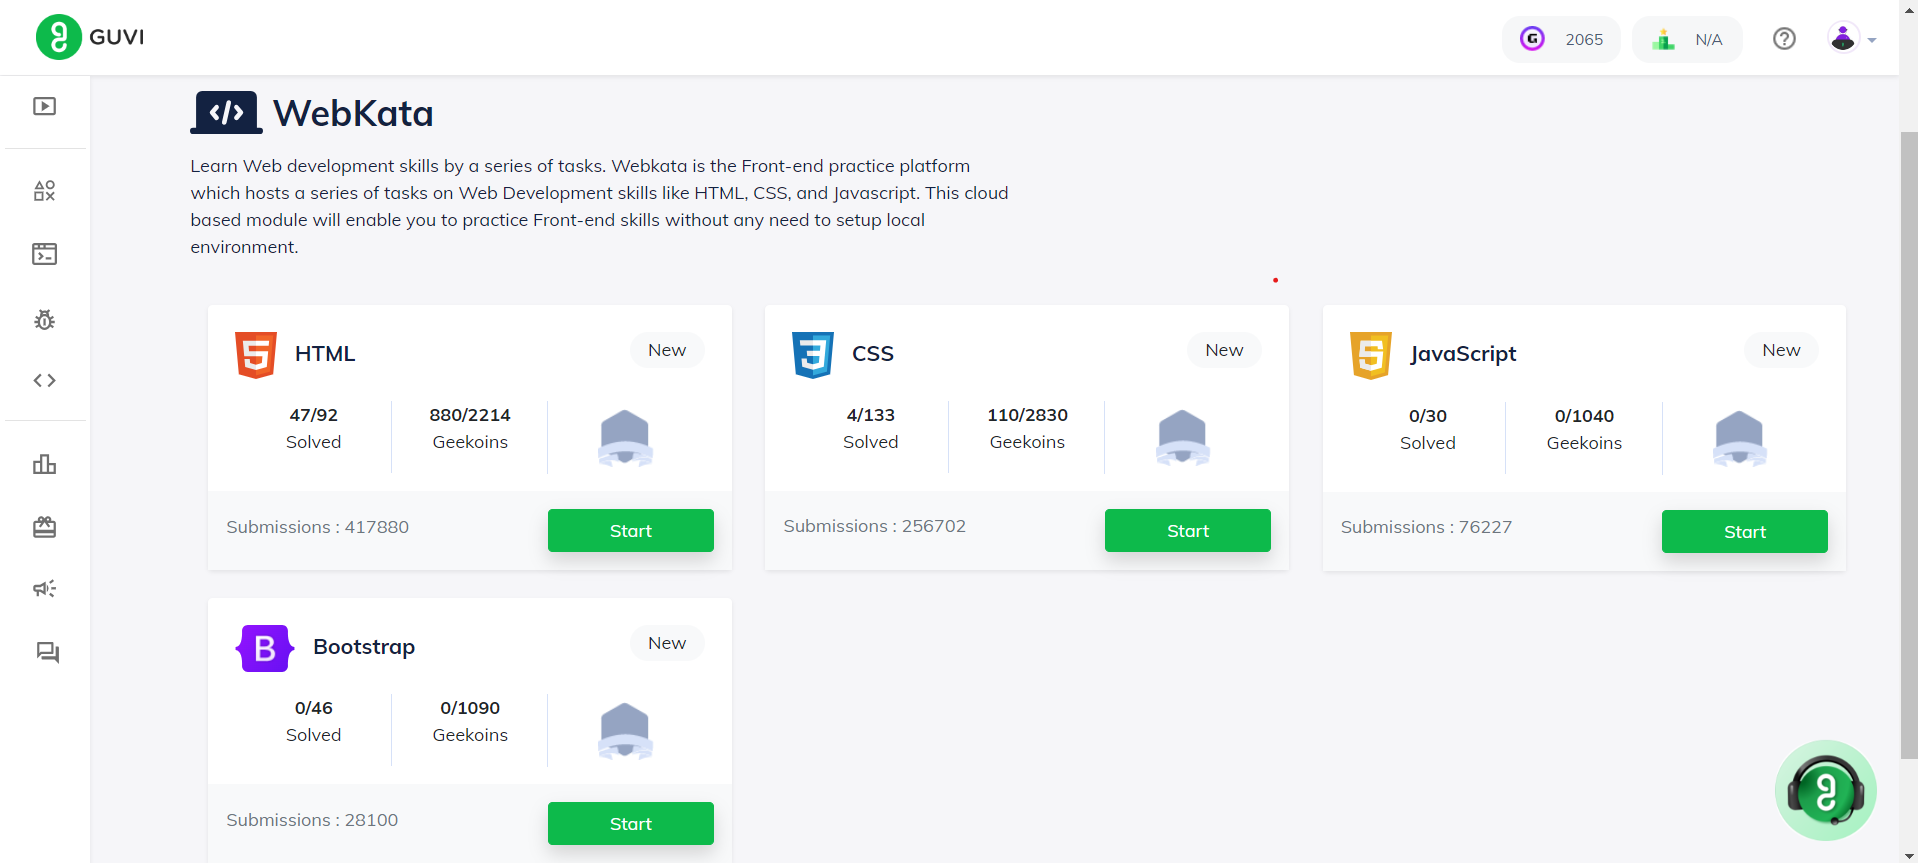 GUVI
2065
N/A
WebKata
Learn Web development skills by a series of tasks. Webkata is the Front-end practice platform
which hosts a series of tasks on Web Development skills like HTML, CSS, and Javascript. This cloud
based module will enable you to practice Front-end skills without any need to setup local
environment.
HTML
New
47/92
Solved
880/2214
Geekoins
Submissions : 417880
Start
CSS
New
4/133
Solved
110/2830
Geekoins
Submissions : 256702
Start
JavaScript
New
0/30
Solved
0/1040
Geekoins
Submissions : 76227
Start
Bootstrap
New
0/46
Solved
0/1090
Geekoins
Submissions : 28100
Start